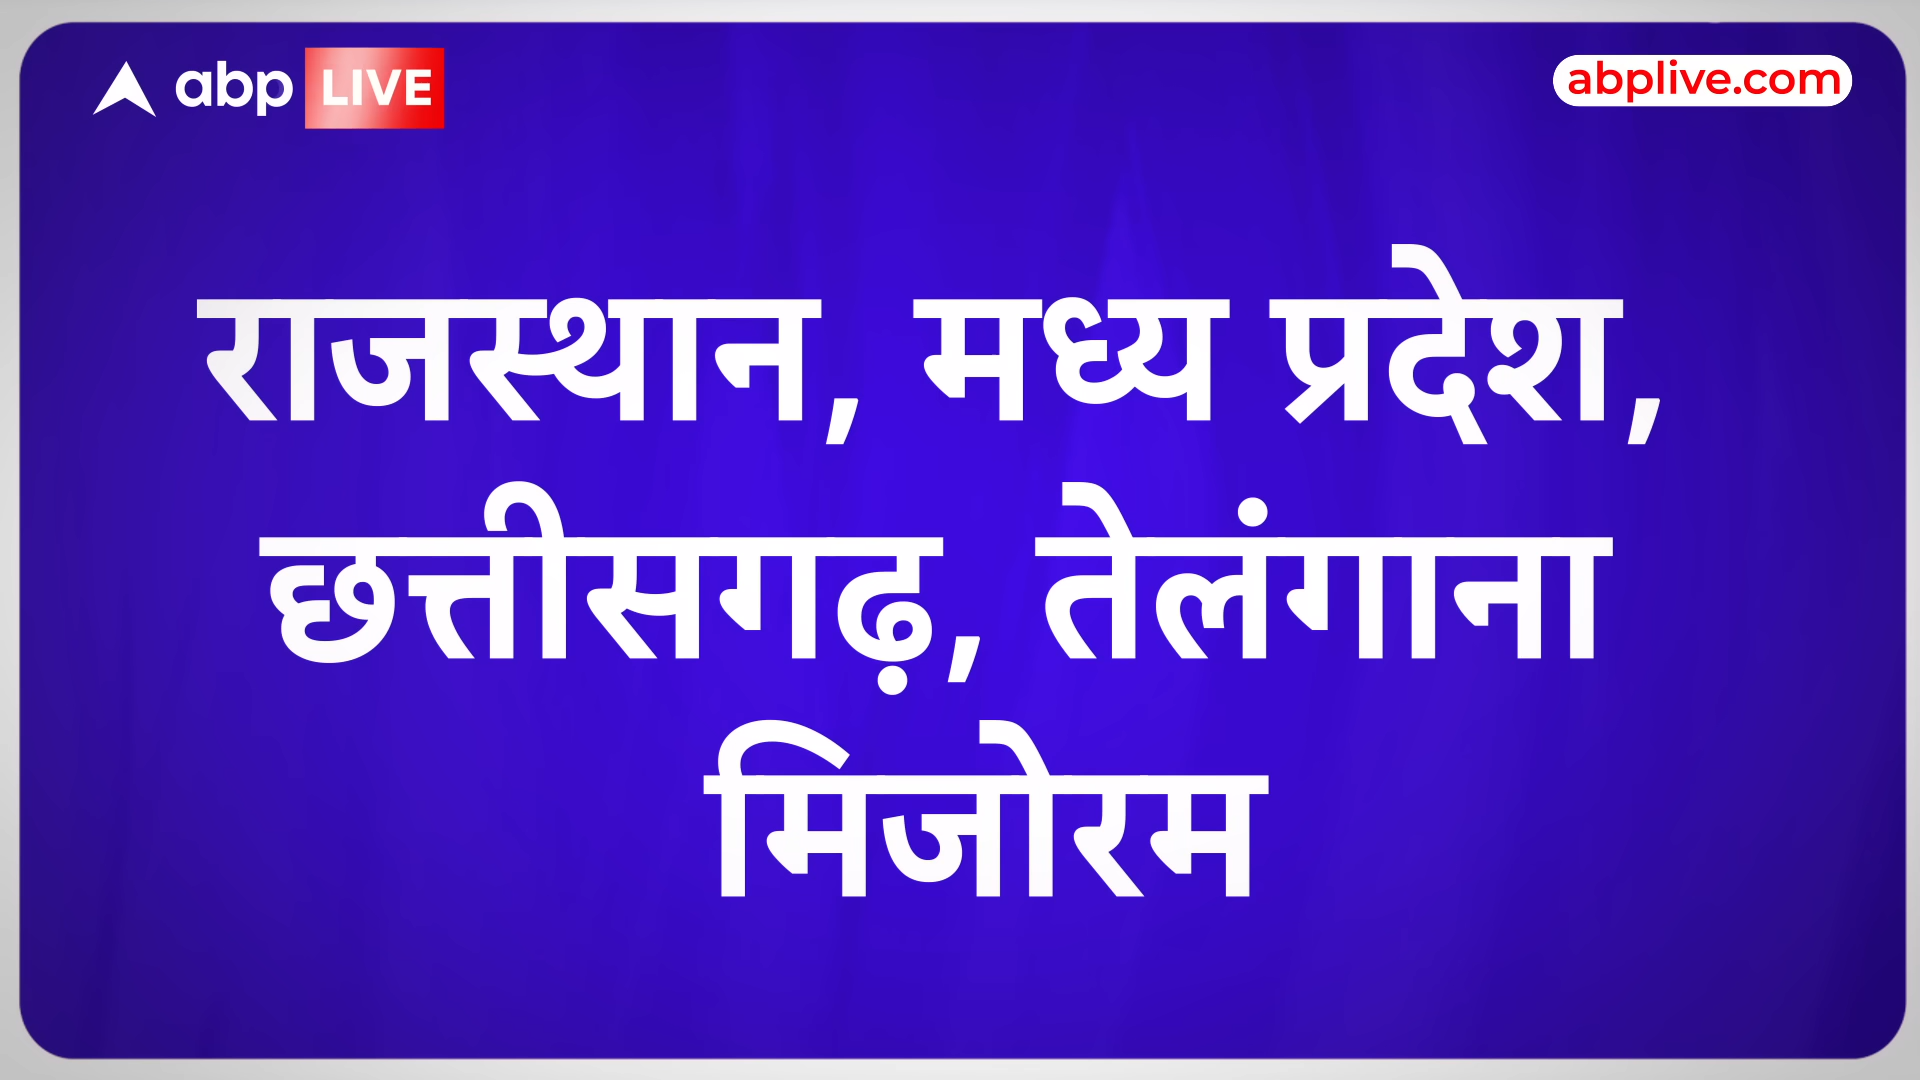 abp LIVE
abplive.com
राजस्थान, मध्य प्रदेश,
छत्तीसगढ़, तेलंगाना
मिजोरम